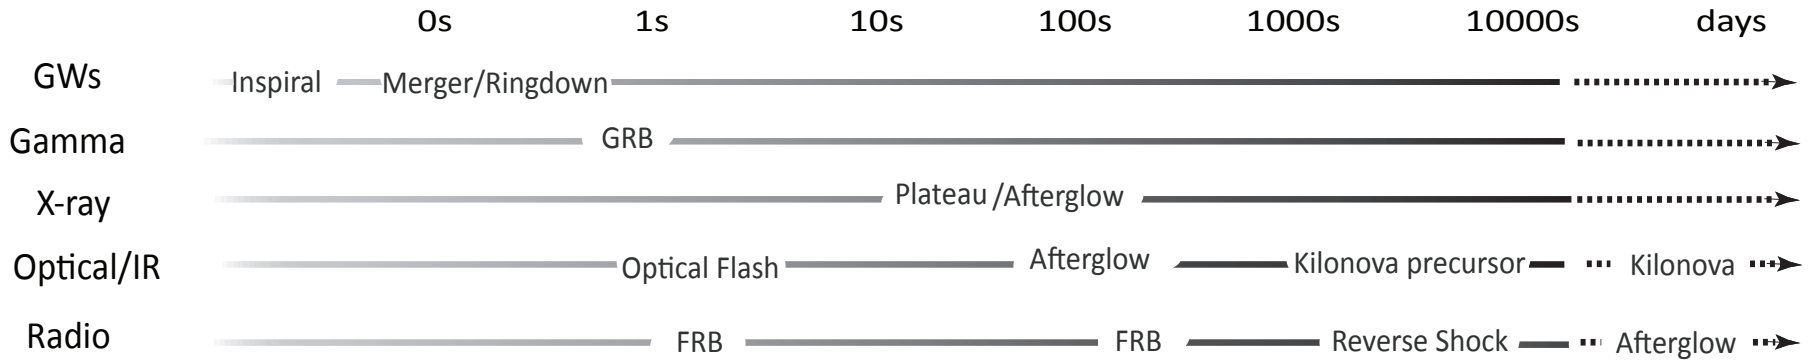 0s 1s 10s 100s 1000s 10000s days
GWs Inspiral Merger/Ringdown
Gamma GRB
X-ray Plateau/Afterglow
Optical/IR Optical Flash Afterglow Kilonova precursor Kilonova
Radio FRB FRB Reverse Shock Afterglow